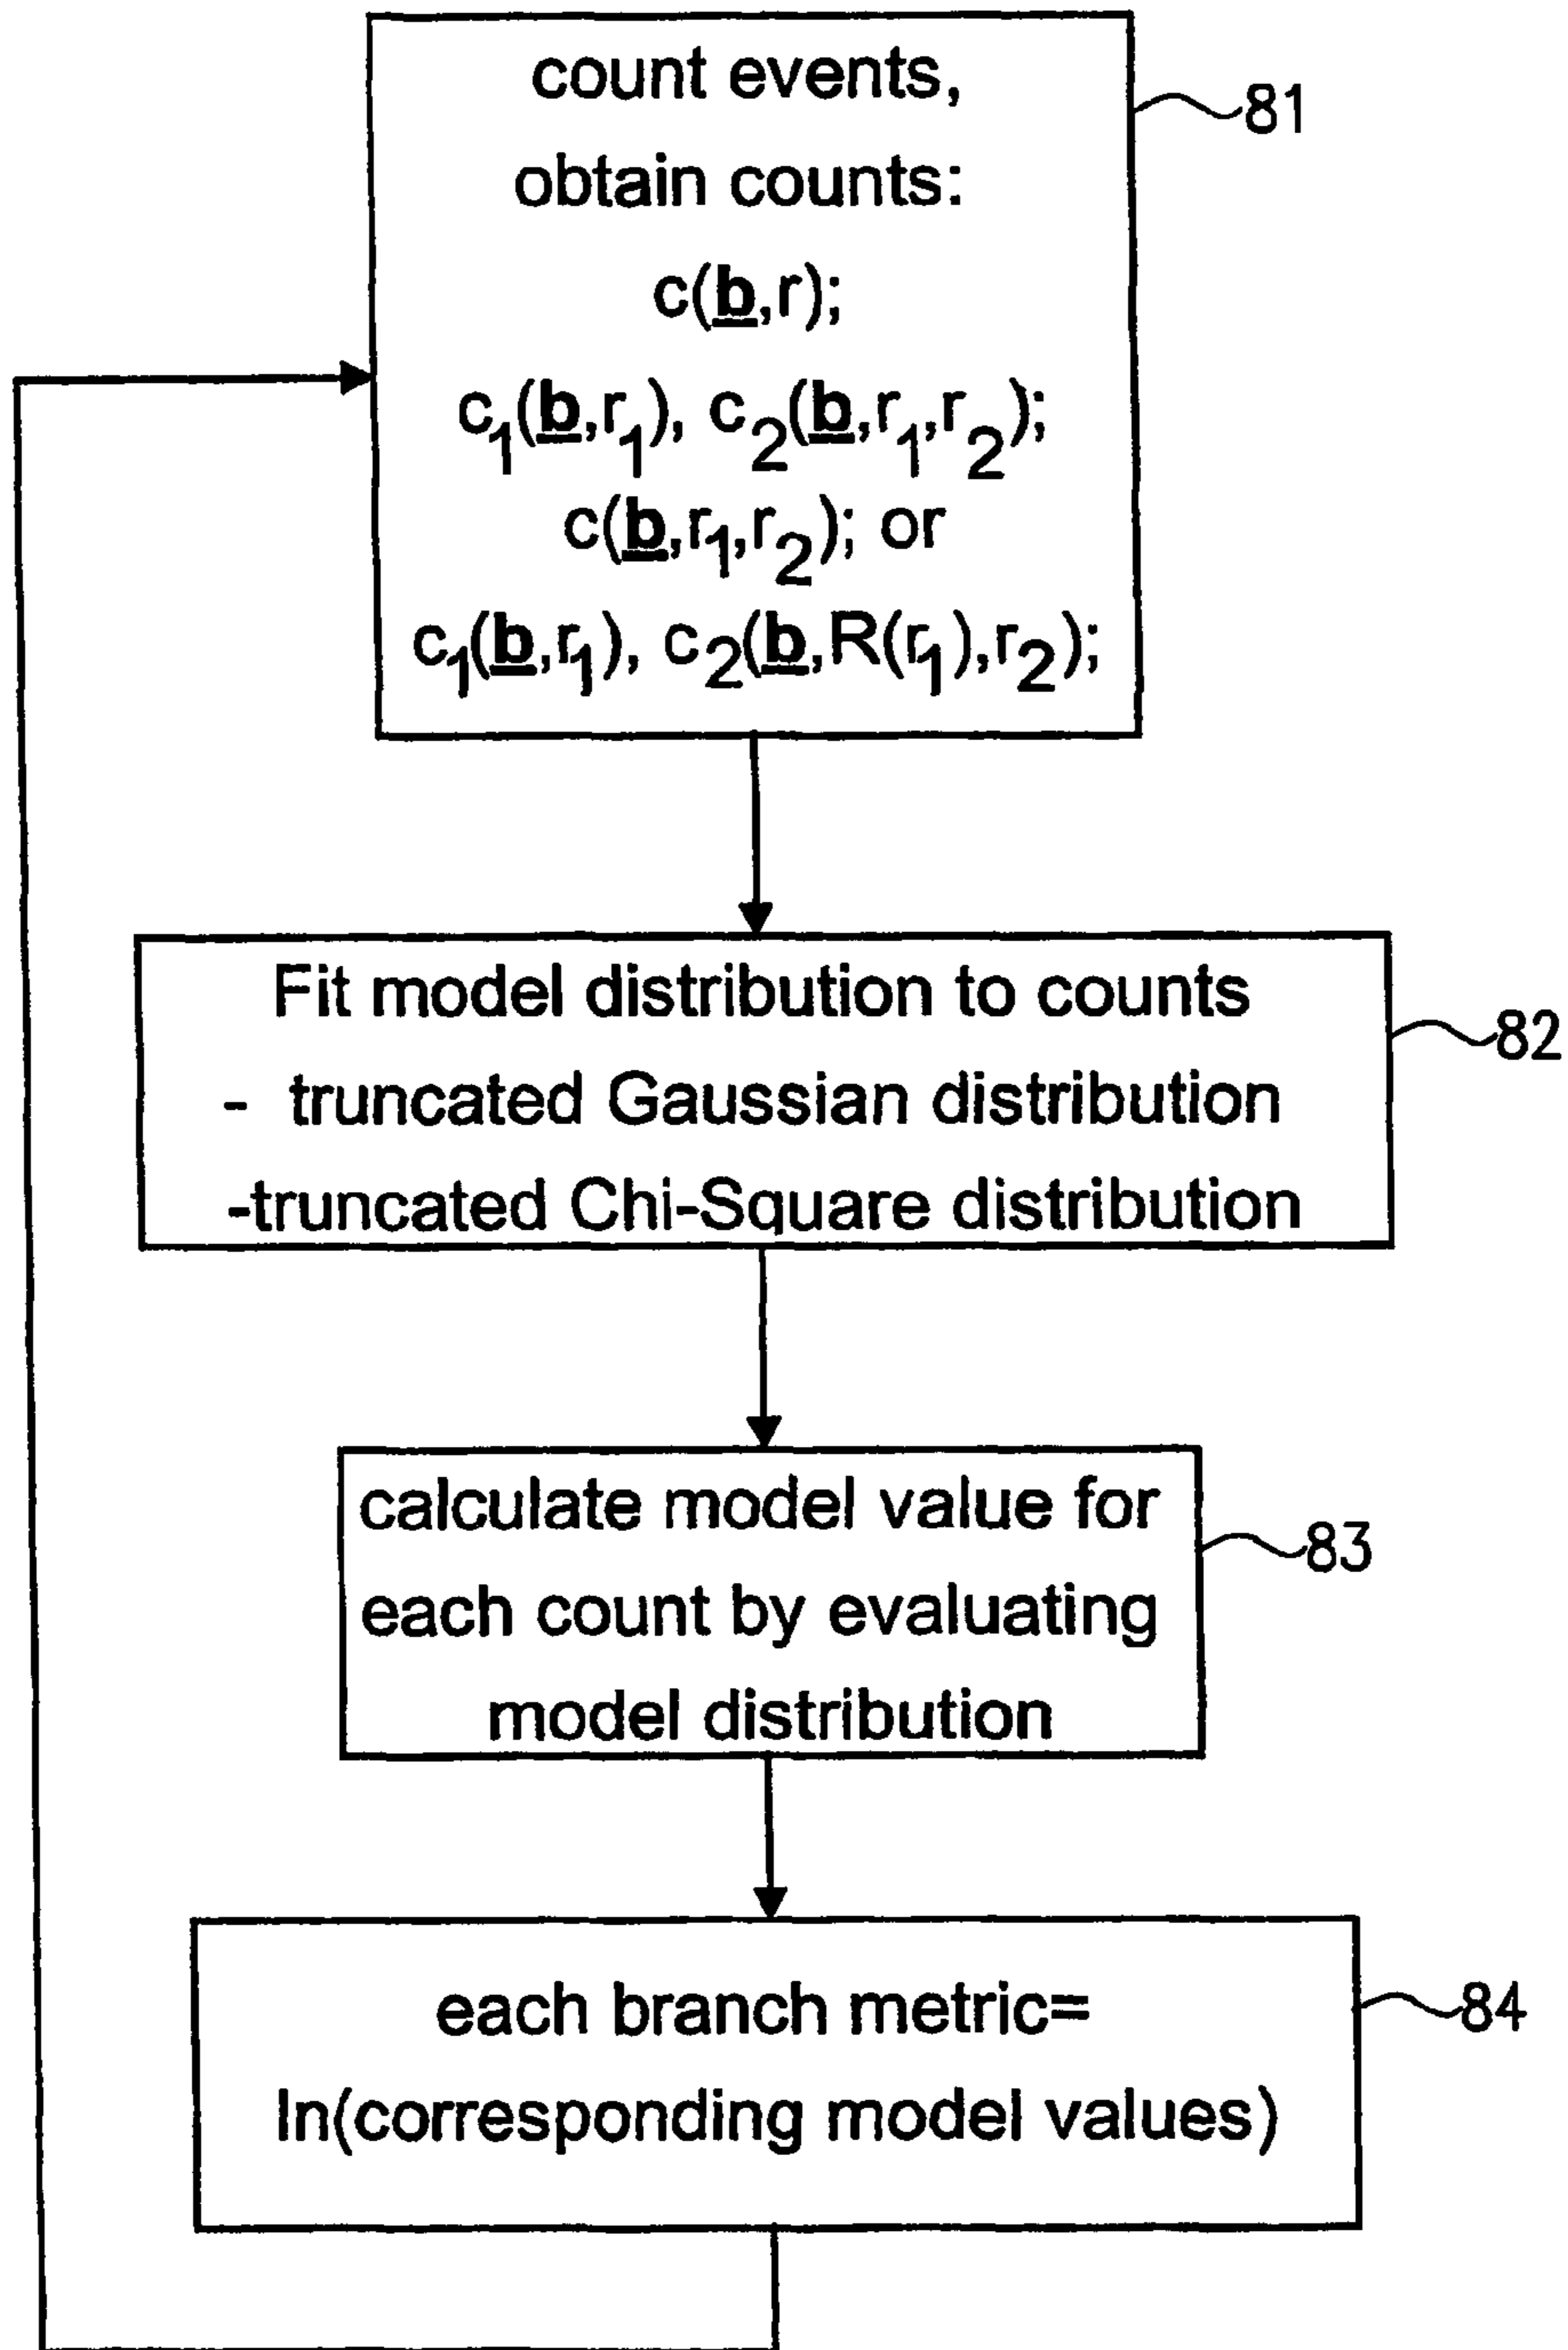 count events,
81
obtain counts:
c(b,r);
c₁(b,r₁), c₂(b,r₁,r₂);
c(b,r₁,r₂); or
c₁(b,r₁), c₂(b,R(r₁),r₂);
Fit model distribution to counts
82
- truncated Gaussian distribution
-truncated Chi-Square distribution
calculate model value for
83
each count by evaluating
model distribution
each branch metric=
84
ln(corresponding model values)